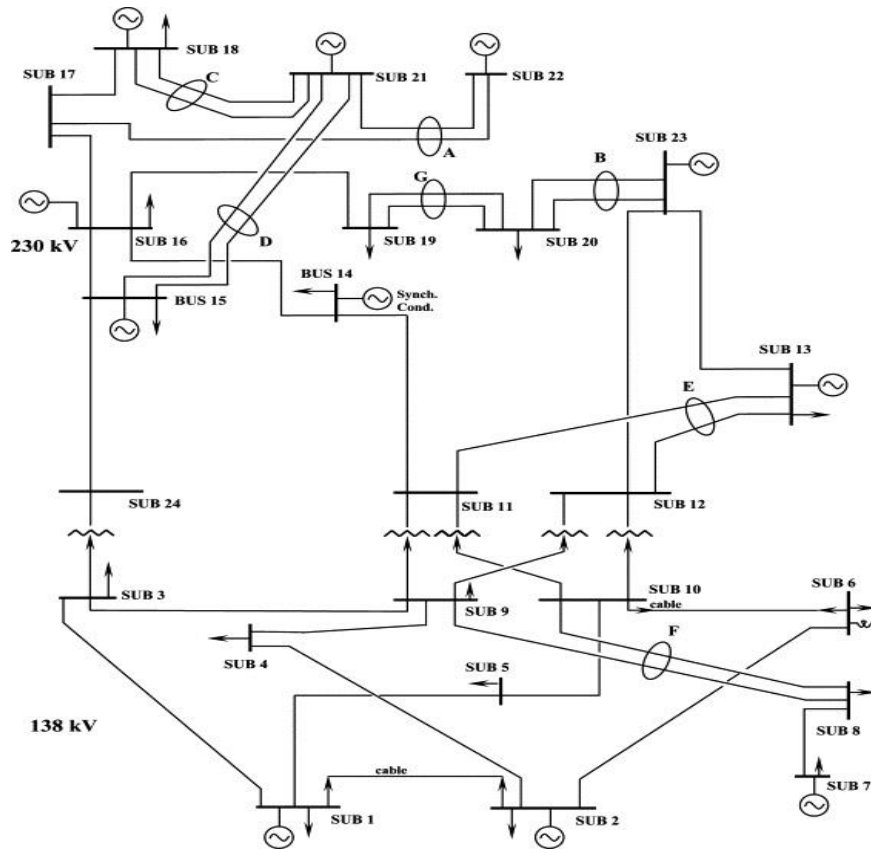 SUB 18
SUB 17
C
SUB 21
SUB 22
A
SUB 23
B
G
SUB 16
D
SUB 19
SUB 20
230 kV
BUS 14
BUS 15
Synch.
Cond.
SUB 13
E
SUB 24
SUB 11
SUB 12
SUB 3
SUB 9
SUB 10
SUB 6
cable
F
SUB 4
SUB 5
138 kV
SUB 8
cable
SUB 7
SUB 1
SUB 2